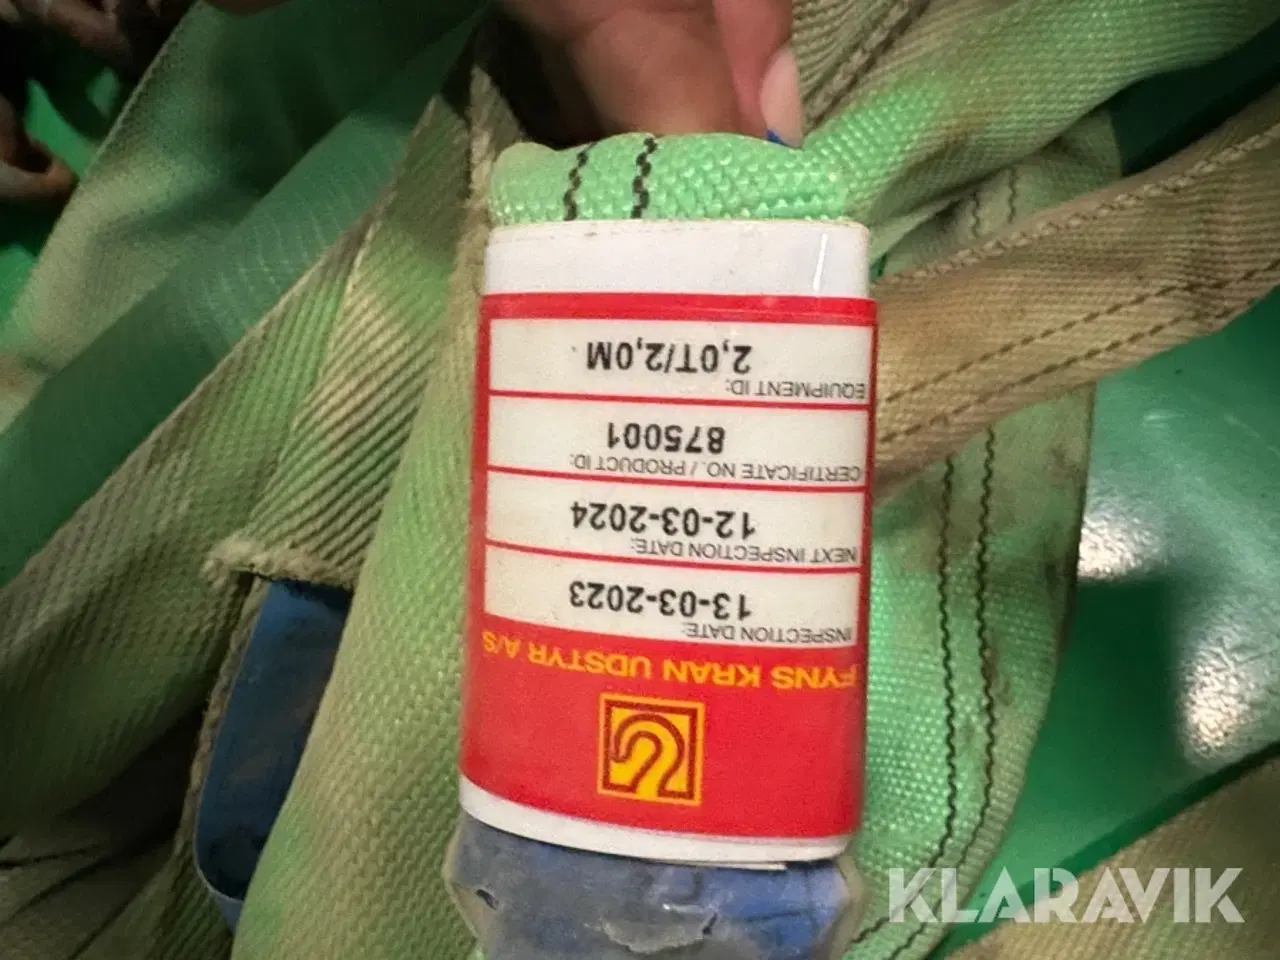 FYNS KRAN UDSTYR A/S
INSPECTION DATE:
13-03-2023
NEXT INSPECTION DATE:
12-03-2024
CERTIFICATE NO. / PRODUCT ID:
875001
EQUIPMENT ID:
2,0T/2,0M
KLARAVIK